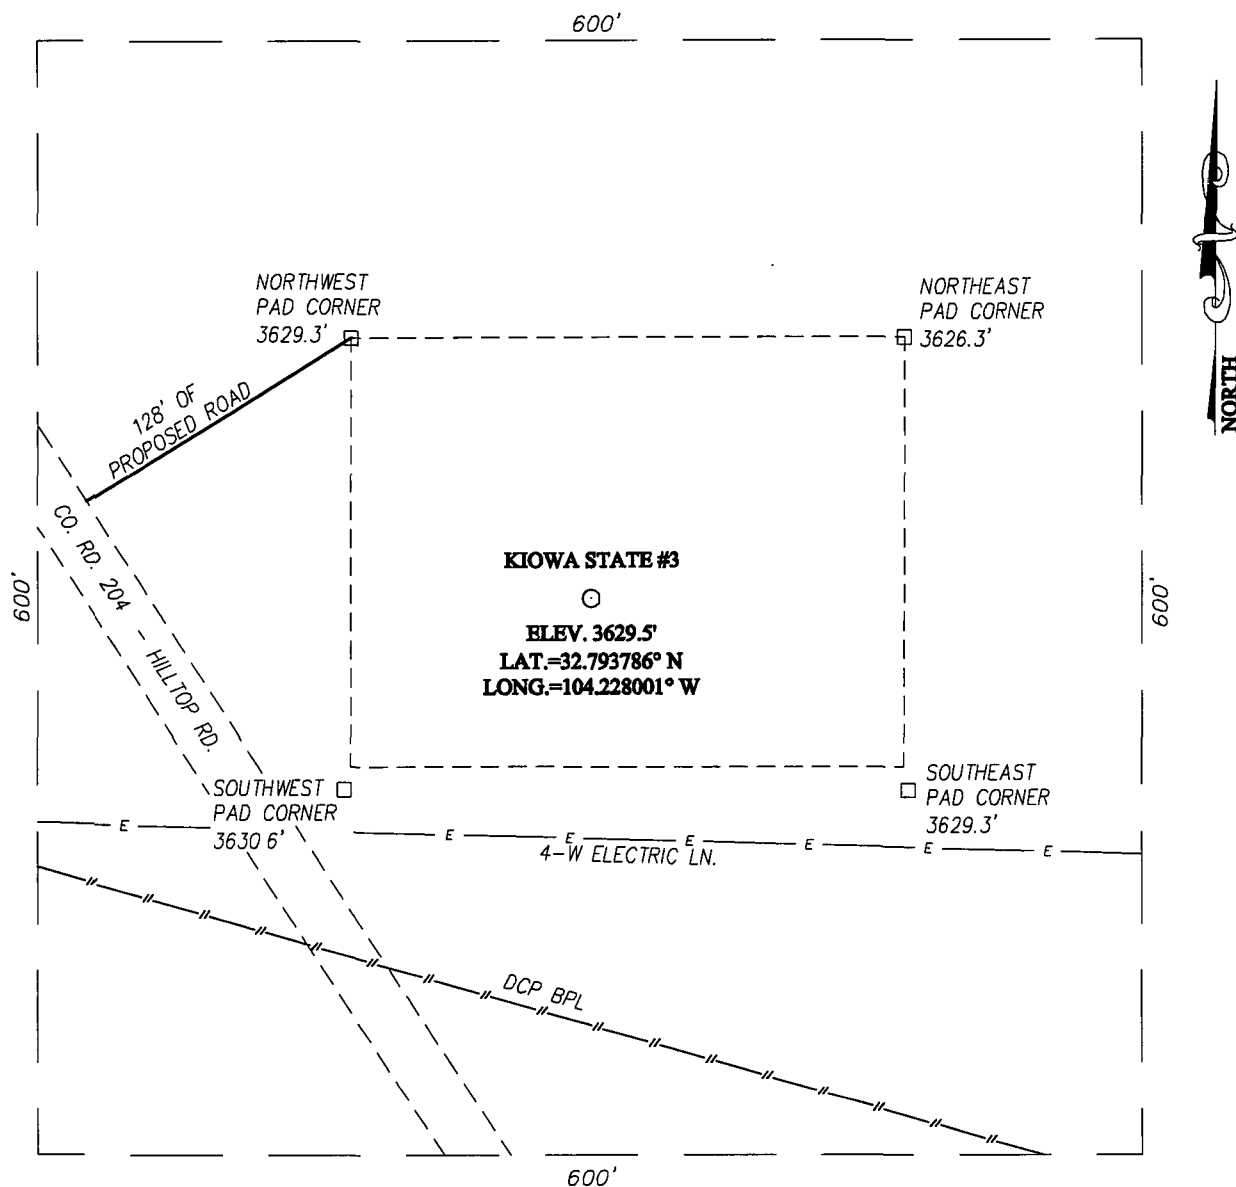 600'
NORTHWEST
PAD CORNER
3629.3'
NORTHEAST
PAD CORNER
3626.3'
NORTH
128' OF
PROPOSED ROAD
CO. RD. 204 - HILLTOP RD.
600'
600'
KIOWA STATE #3
ELEV. 3629.5'
LAT.=32.793786° N
LONG.=104.228001° W
SOUTHWEST
PAD CORNER
3630 6'
SOUTHEAST
PAD CORNER
3629.3'
E E E E E E E
4-W ELECTRIC LN.
DCP BPL
600'